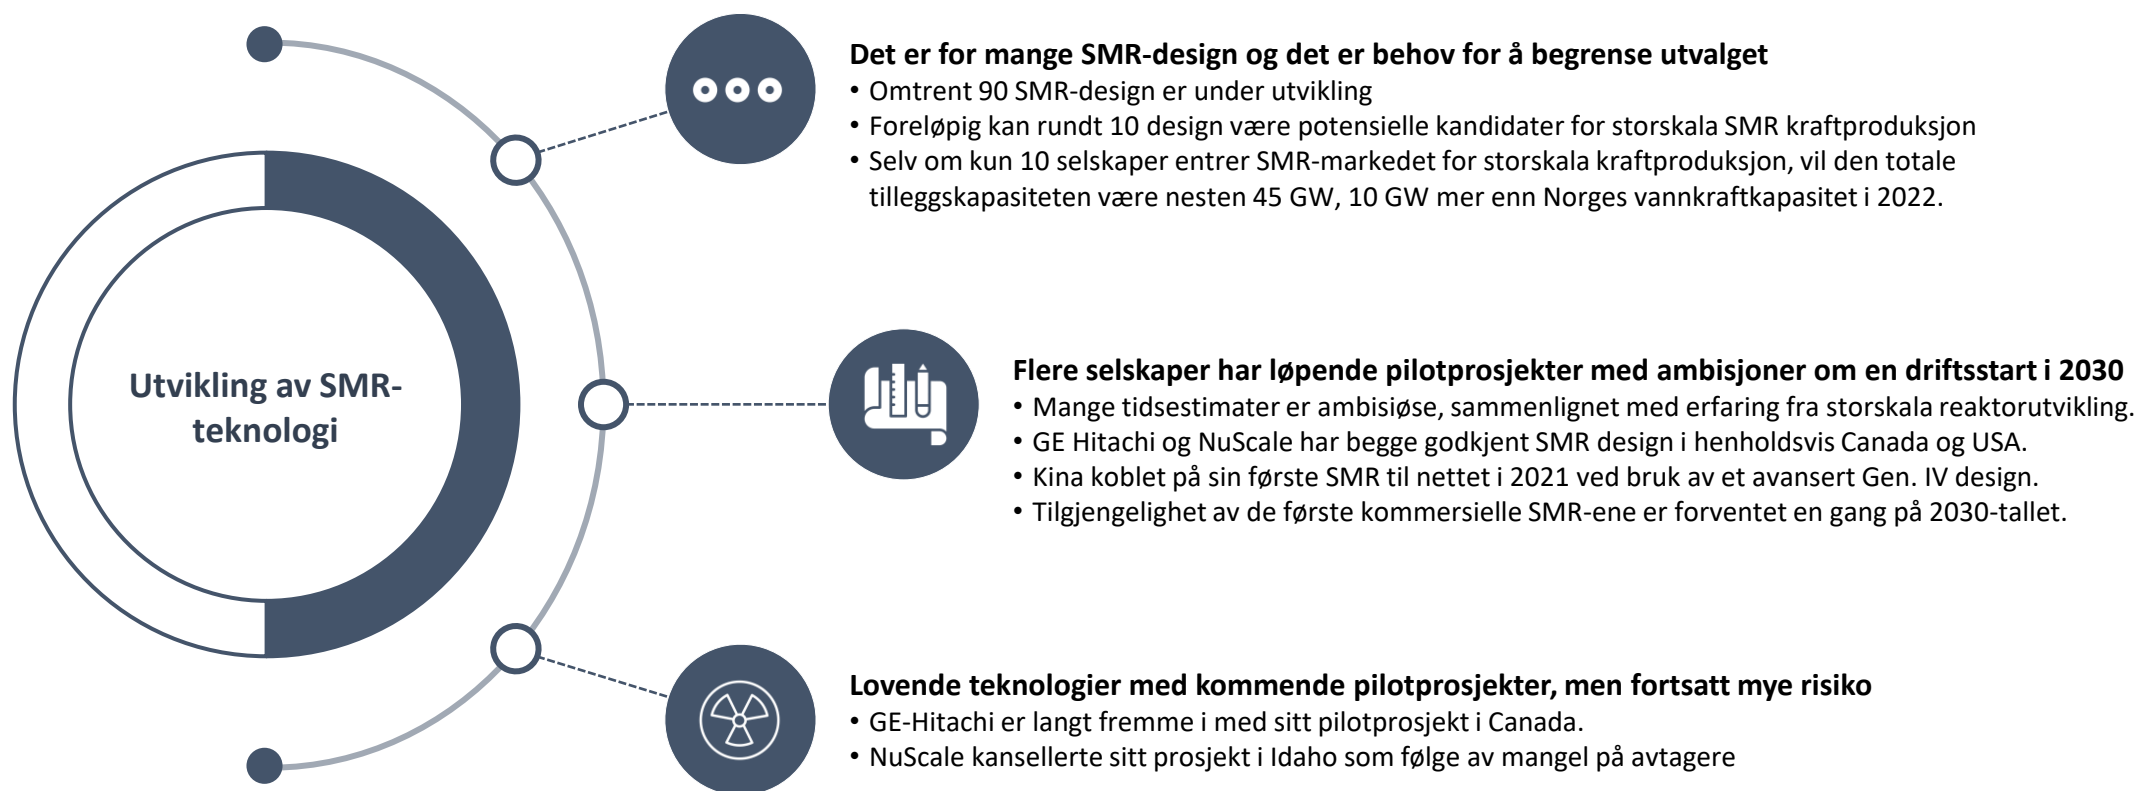 Utvikling av SMR-
teknologi
Det er for mange SMR-design og det er behov for å begrense utvalget
• Omtrent 90 SMR-design er under utvikling
• Foreløpig kan rundt 10 design være potensielle kandidater for storskala SMR kraftproduksjon
• Selv om kun 10 selskaper entrer SMR-markedet for storskala kraftproduksjon, vil den totale
tilleggskapasiteten være nesten 45 GW, 10 GW mer enn Norges vannkraftkapasitet i 2022.
Flere selskaper har løpende pilotprosjekter med ambisjoner om en driftsstart i 2030
• Mange tidsestimater er ambisiøse, sammenlignet med erfaring fra storskala reaktorutvikling.
• GE Hitachi og NuScale har begge godkjent SMR design i henholdsvis Canada og USA.
• Kina koblet på sin første SMR til nettet i 2021 ved bruk av et avansert Gen. IV design.
• Tilgjengelighet av de første kommersielle SMR-ene er forventet en gang på 2030-tallet.
Lovende teknologier med kommende pilotprosjekter, men fortsatt mye risiko
• GE-Hitachi er langt fremme i med sitt pilotprosjekt i Canada.
• NuScale kansellerte sitt prosjekt i Idaho som følge av mangel på avtagere